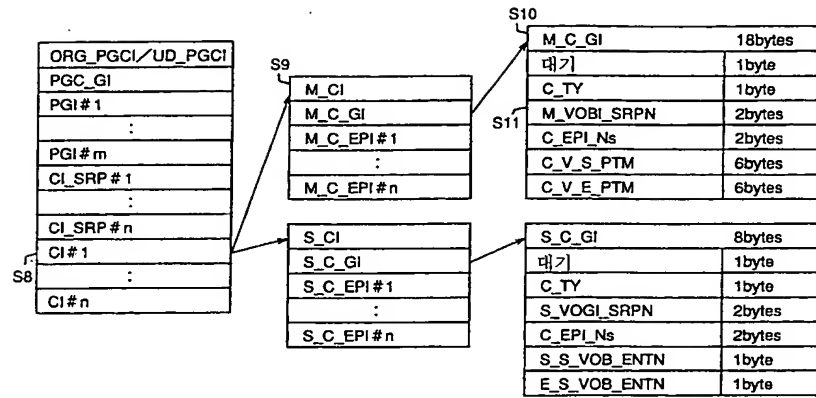 ORG_PGCI/UD_PGCI
PGC_GI
PGI#1
:
PGI#m
CI_SRP#1
:
CI_SRP#n
CI#1
:
CI#n
S8
S9
M_CI
M_C_GI
M_C_EPI#1
:
M_C_EPI#n
S_CI
S_C_GI
S_C_EPI#1
:
S_C_EPI#n
S10
M_C_GI 18bytes
대기 1byte
C_TY 1byte
S11
M_VOBI_SRPN 2bytes
C_EPI_Ns 2bytes
C_V_S_PTM 6bytes
C_V_E_PTM 6bytes
S_C_GI 8bytes
대기 1byte
C_TY 1byte
S_VOGI_SRPN 2bytes
C_EPI_Ns 2bytes
S_S_VOB_ENTN 1byte
E_S_VOB_ENTN 1byte